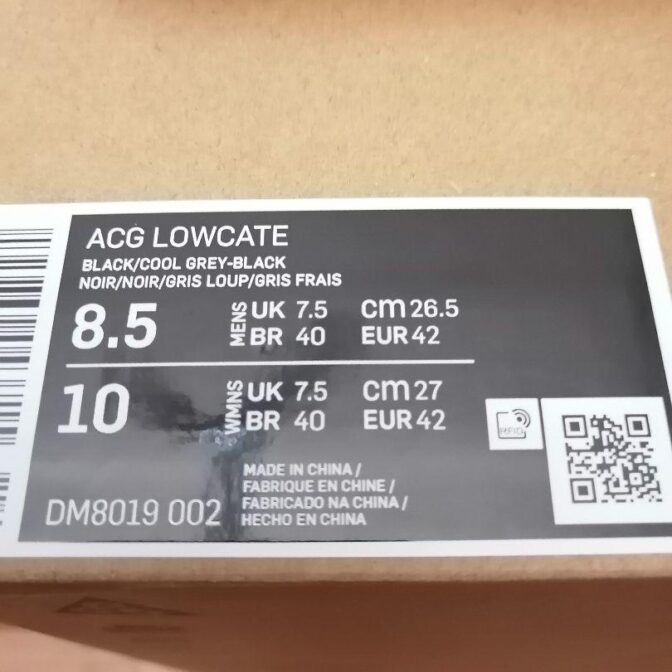 ACG LOWCATE
BLACK/COOL GREY-BLACK
NOIR/NOIR/GRIS LOUP/GRIS FRAIS
8.5 MENS UK 7.5 cm 26.5
BR 40 EUR 42
10 WMNS UK 7.5 cm 27
BR 40 EUR 42
RFID
MADE IN CHINA /
FABRIQUE EN CHINE /
FABRICADO NA CHINA /
HECHO EN CHINA
DM8019 002